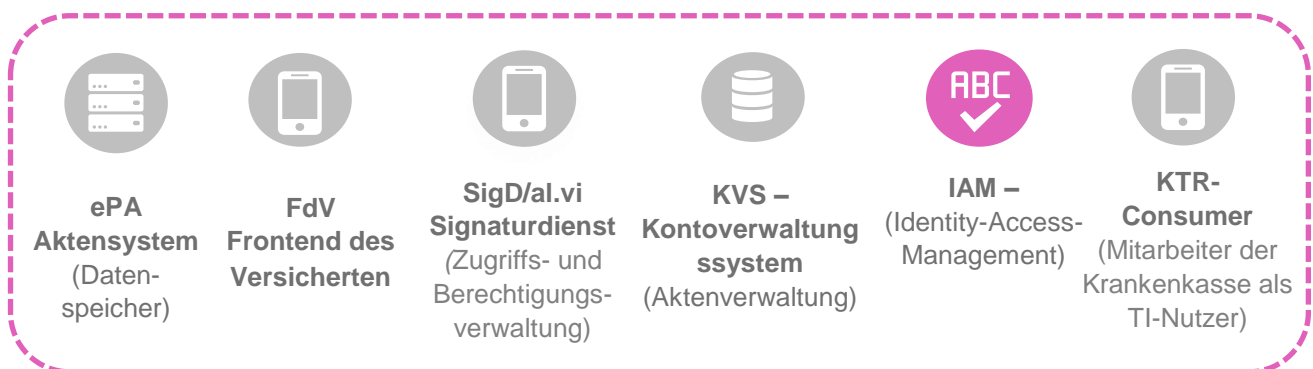 ABC
ePA
Aktensystem
(Daten-
speicher)
FdV
Frontend des
Versicherten
SigD/al.vi
Signaturdienst
(Zugriffs- und
Berechtigungs-
verwaltung)
KVS –
Kontoverwaltung
ssystem
(Aktenverwaltung)
IAM –
(Identity-Access-
Management)
KTR-
Consumer
(Mitarbeiter der
Krankenkasse als
TI-Nutzer)